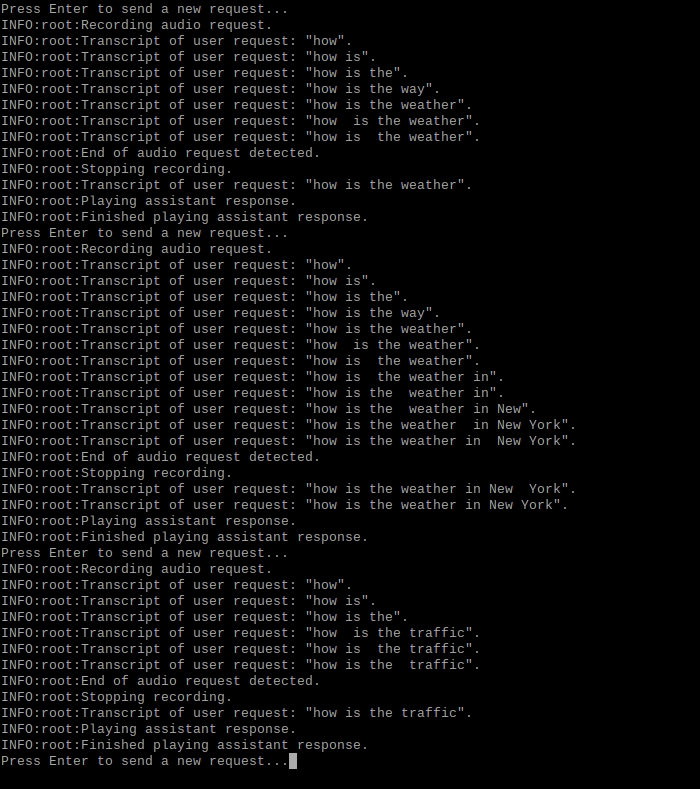 Press Enter to send a new request...
INFO:root:Recording audio request.
INFO:root:Transcript of user request: "how".
INFO:root:Transcript of user request: "how is".
INFO:root:Transcript of user request: "how is the".
INFO:root:Transcript of user request: "how is the way".
INFO:root:Transcript of user request: "how is the weather".
INFO:root:Transcript of user request: "how  is the weather".
INFO:root:Transcript of user request: "how is  the weather".
INFO:root:End of audio request detected.
INFO:root:Stopping recording.
INFO:root:Transcript of user request: "how is the weather".
INFO:root:Playing assistant response.
INFO:root:Finished playing assistant response.
Press Enter to send a new request...
INFO:root:Recording audio request.
INFO:root:Transcript of user request: "how".
INFO:root:Transcript of user request: "how is".
INFO:root:Transcript of user request: "how is the".
INFO:root:Transcript of user request: "how is the way".
INFO:root:Transcript of user request: "how is the weather".
INFO:root:Transcript of user request: "how  is the weather".
INFO:root:Transcript of user request: "how is  the weather".
INFO:root:Transcript of user request: "how is  the weather in".
INFO:root:Transcript of user request: "how is the  weather in".
INFO:root:Transcript of user request: "how is the  weather in New".
INFO:root:Transcript of user request: "how is the weather  in New York".
INFO:root:Transcript of user request: "how is the weather in  New York".
INFO:root:End of audio request detected.
INFO:root:Stopping recording.
INFO:root:Transcript of user request: "how is the weather in New  York".
INFO:root:Transcript of user request: "how is the weather in New York".
INFO:root:Playing assistant response.
INFO:root:Finished playing assistant response.
Press Enter to send a new request...
INFO:root:Recording audio request.
INFO:root:Transcript of user request: "how".
INFO:root:Transcript of user request: "how is".
INFO:root:Transcript of user request: "how is the".
INFO:root:Transcript of user request: "how  is the traffic".
INFO:root:Transcript of user request: "how is  the traffic".
INFO:root:Transcript of user request: "how is the  traffic".
INFO:root:End of audio request detected.
INFO:root:Stopping recording.
INFO:root:Transcript of user request: "how is the traffic".
INFO:root:Playing assistant response.
INFO:root:Finished playing assistant response.
Press Enter to send a new request...